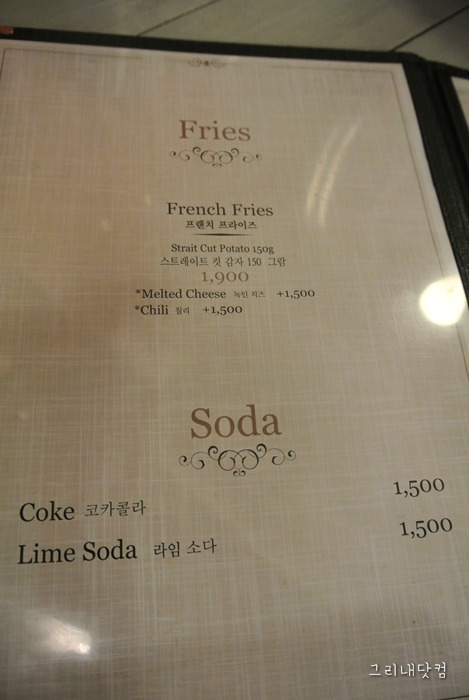 Fries
French Fries
프랜치 프라이즈
Strait Cut Potato 150g
스트레이트 컷 감자 150 그람
1,900
*Melted Cheese 녹인 치즈 +1,500
*Chili 칠리 +1,500
Soda
Coke 코카콜라 1,500
Lime Soda 라임 소다 1,500
그리내닷컴